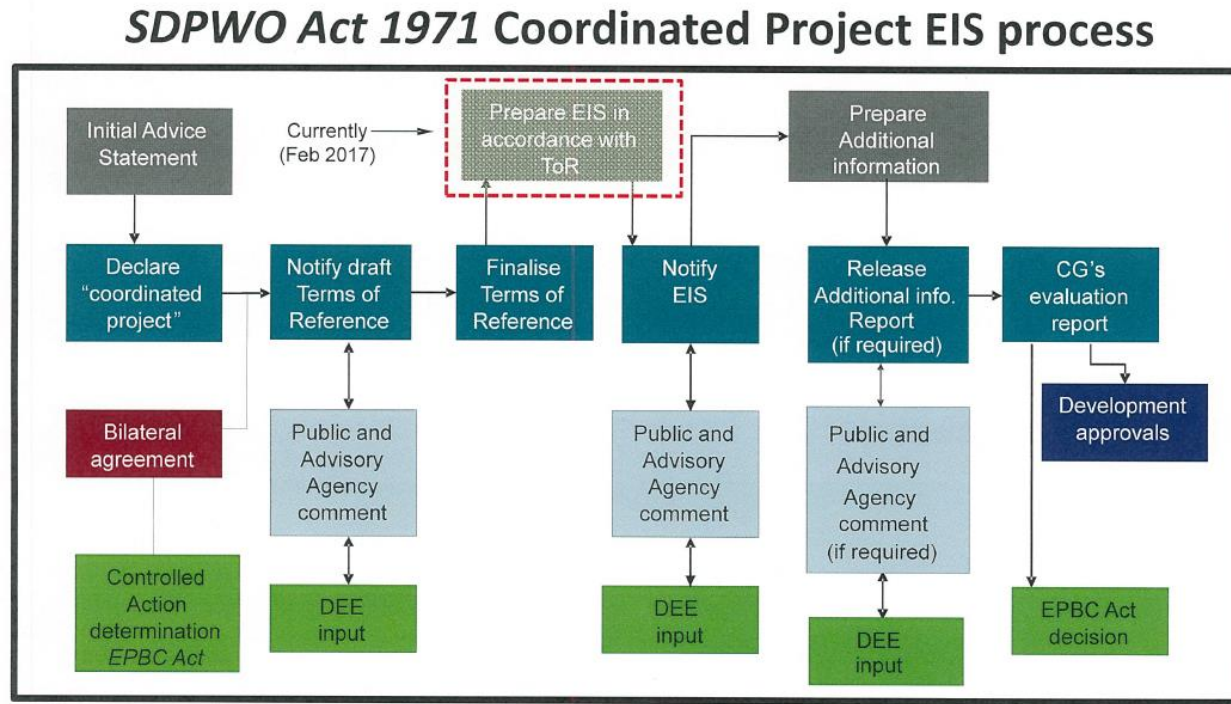 SDPWO Act 1971 Coordinated Project EIS process
Initial Advice
Statement
Currently
(Feb 2017)
Prepare EIS in
accordance with
ToR
Prepare
Additional
information
Declare
“coordinated
project”
Notify draft
Terms of
Reference
Finalise
Terms of
Reference
Notify
EIS
Release
Additional info.
Report
(if required)
CG's
evaluation
report
Bilateral
agreement
Public and
Advisory
Agency
comment
Public and
Advisory
Agency
comment
Public and
Advisory
Agency
comment
(if required)
Development
approvals
Controlled
Action
determination
EPBC Act
DEE
input
DEE
input
DEE
input
EPBC Act
decision